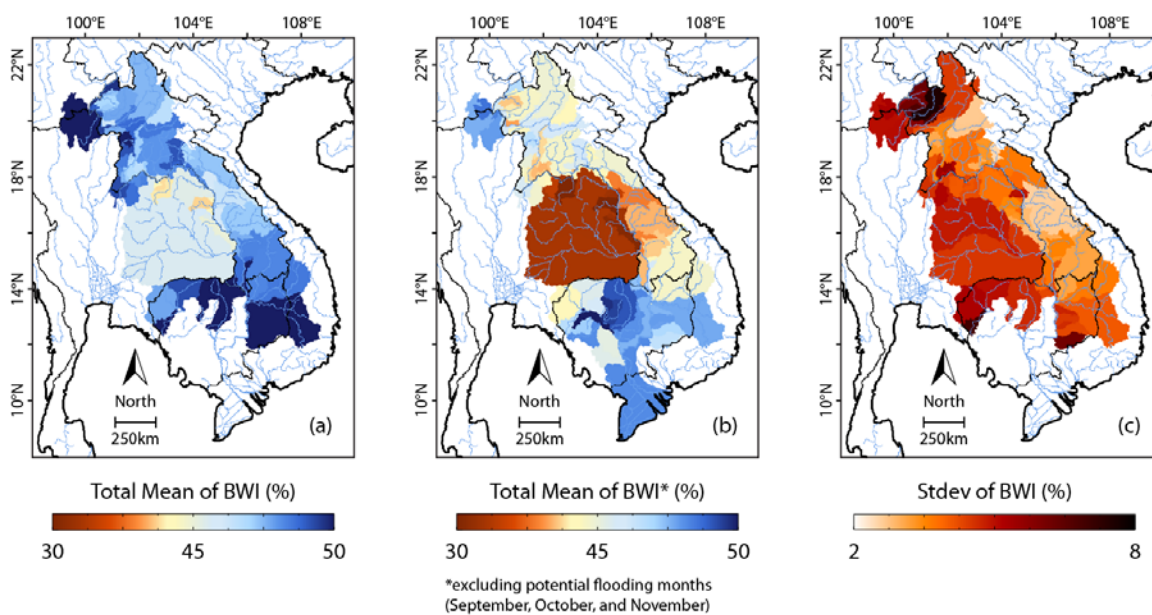 100°E 104°E 108°E
100°E 104°E 108°E
100°E 104°E 108°E
22°N
18°N
14°N
10°N
North
250km
(a)
22°N
18°N
14°N
10°N
North
250km
(b)
22°N
18°N
14°N
10°N
North
250km
(c)
Total Mean of BWI (%)
30 45 50
Total Mean of BWI* (%)
30 45 50
*excluding potential flooding months
(September, October, and November)
Stdev of BWI (%)
2 8